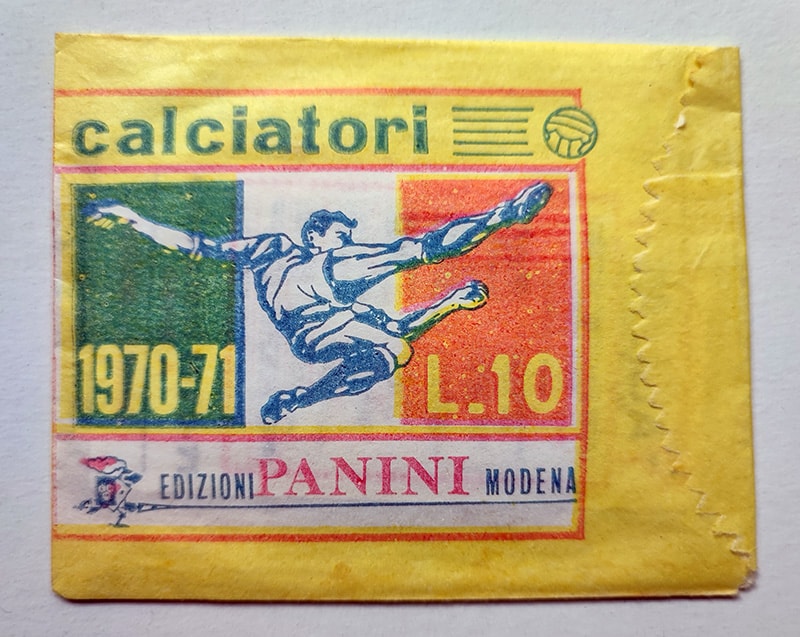 calciatori
1970-71 L.10
EDIZIONI PANINI MODENA